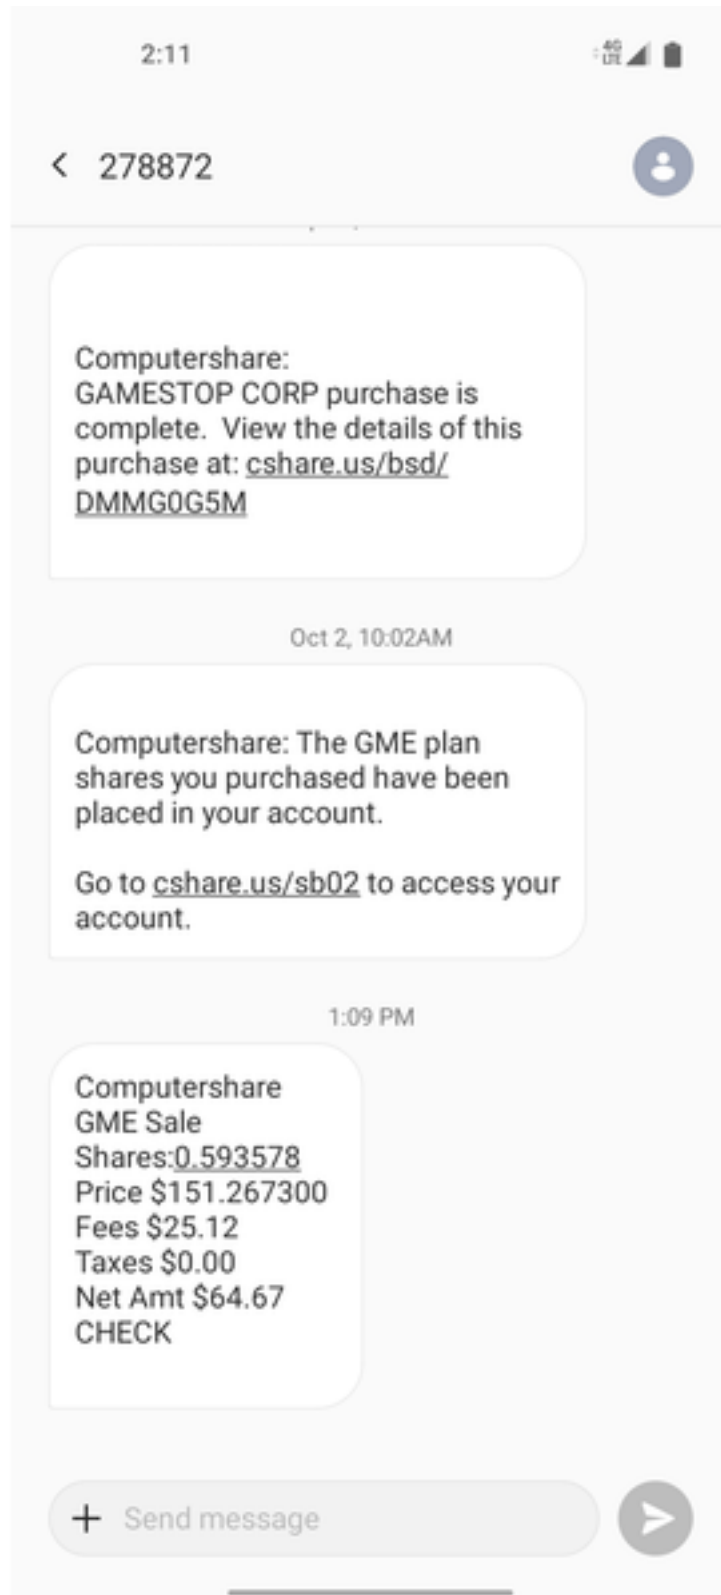 2:11
4G
LTE
278872
Computershare:
GAMESTOP CORP purchase is
complete.  View the details of this
purchase at: cshare.us/bsd/
DMMG0G5M
Oct 2, 10:02AM
Computershare: The GME plan
shares you purchased have been
placed in your account.
Go to cshare.us/sb02 to access your
account.
1:09 PM
Computershare
GME Sale
Shares:0.593578
Price $151.267300
Fees $25.12
Taxes $0.00
Net Amt $64.67
CHECK
Send message